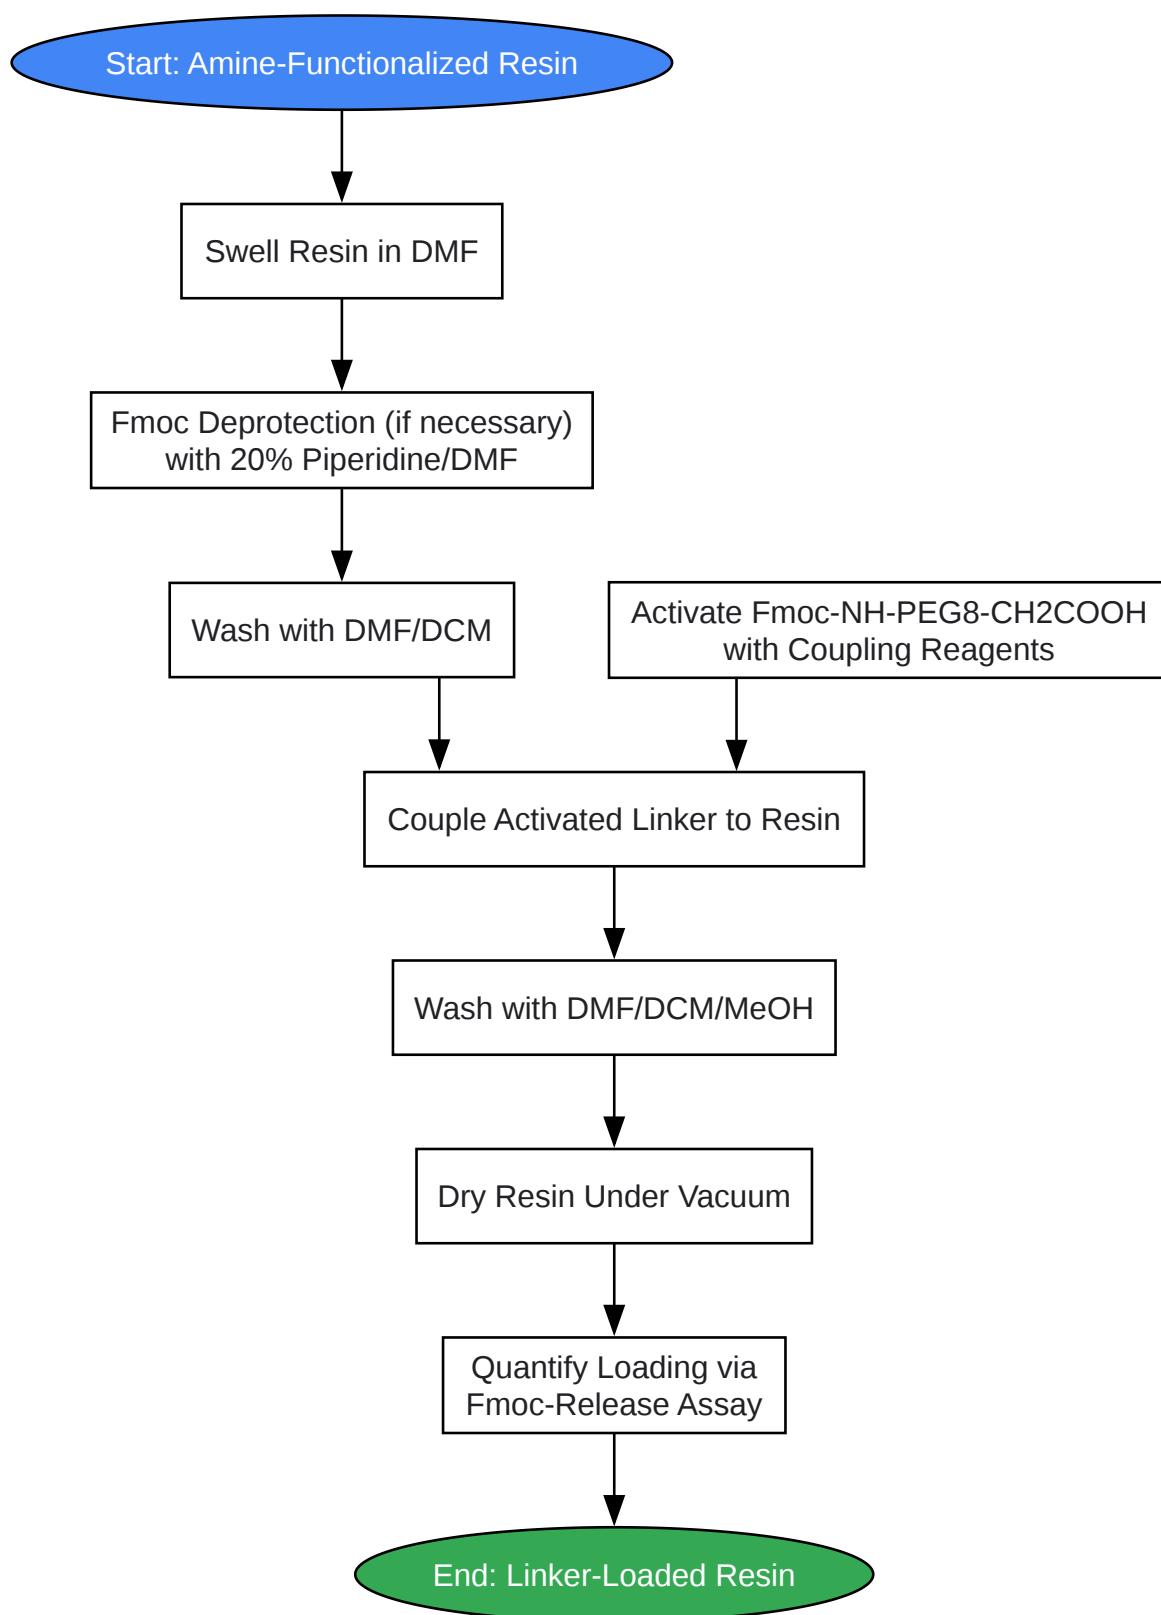 Start: Amine-Functionalized Resin
Swell Resin in DMF
Fmoc Deprotection (if necessary)
with 20% Piperidine/DMF
Wash with DMF/DCM
Activate Fmoc-NH-PEG8-CH2COOH
with Coupling Reagents
Couple Activated Linker to Resin
Wash with DMF/DCM/MeOH
Dry Resin Under Vacuum
Quantify Loading via
Fmoc-Release Assay
End: Linker-Loaded Resin